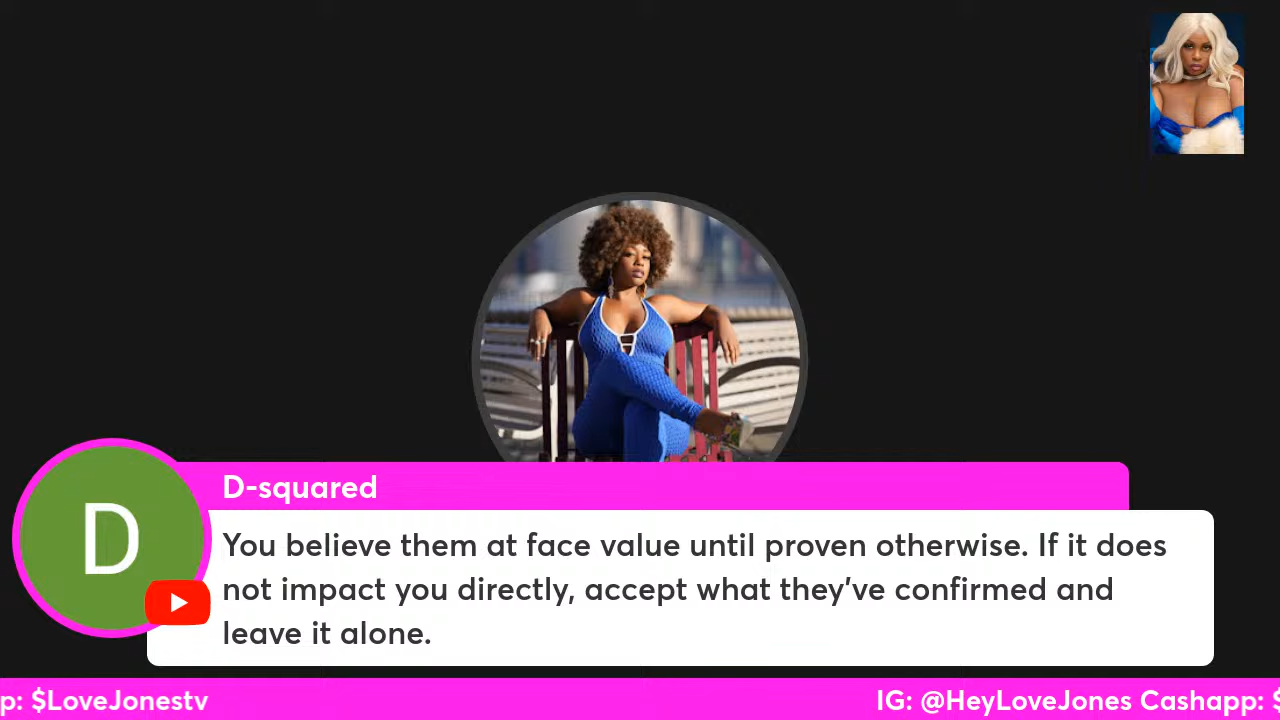 D
D-squared
You believe them at face value until proven otherwise. If it does
not impact you directly, accept what they've confirmed and
leave it alone.
p: $LoveJonestv IG: @HeyLoveJones Cashapp: $